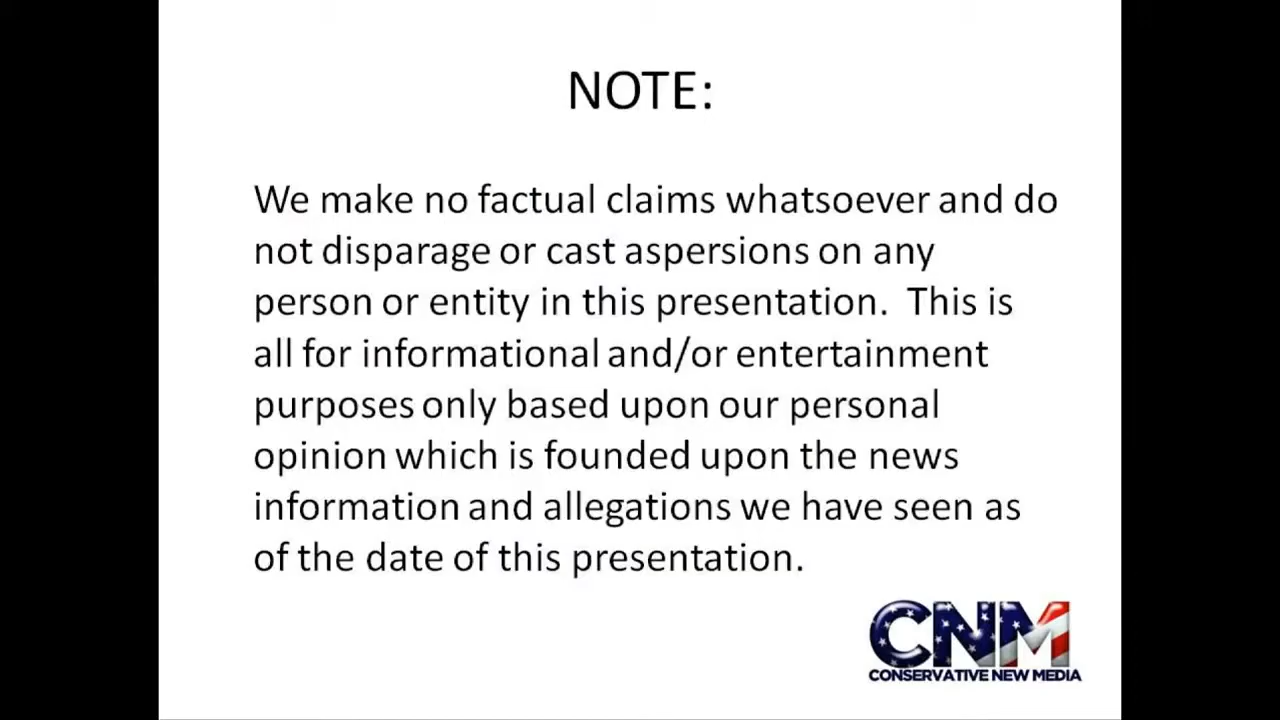 NOTE:
We make no factual claims whatsoever and do
not disparage or cast aspersions on any
person or entity in this presentation.  This is
all for informational and/or entertainment
purposes only based upon our personal
opinion which is founded upon the news
information and allegations we have seen as
of the date of this presentation.
CNM
CONSERVATIVE NEW MEDIA